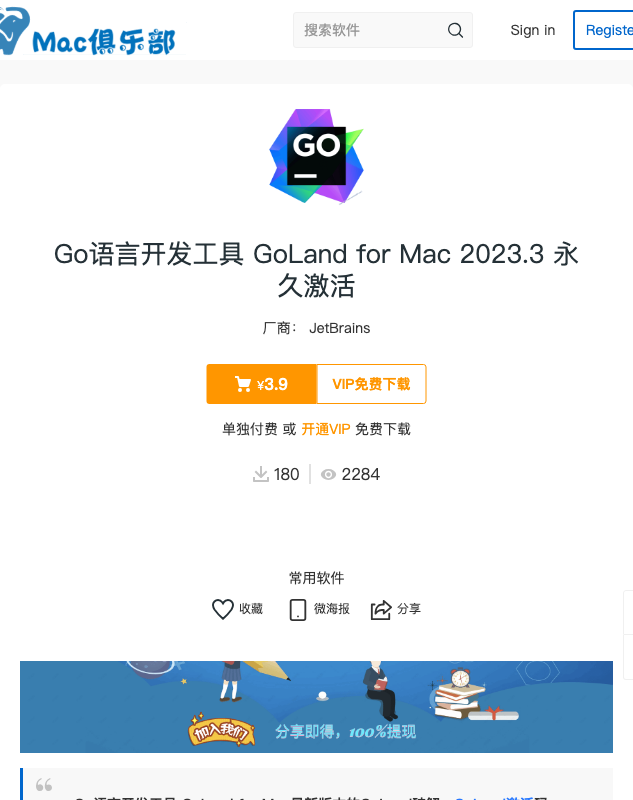 Mac俱乐部
搜索软件
Sign in
Registe
GO
Go语言开发工具 GoLand for Mac 2023.3 永
久激活
厂商： JetBrains
¥3.9 VIP免费下载
单独付费 或 开通VIP 免费下载
180 2284
常用软件
收藏 微海报 分享
加入我们 分享即得，100%提现